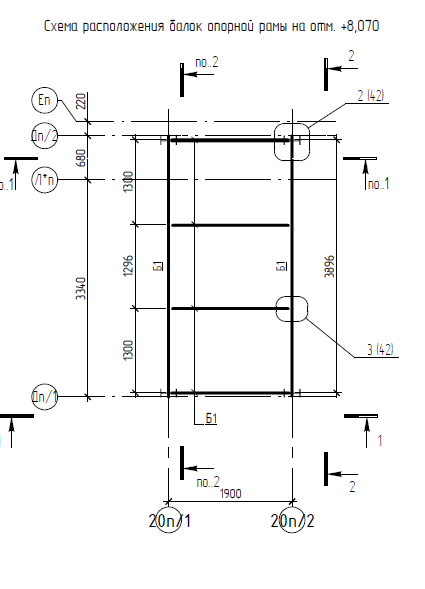 Схема расположения балок опорной рамы на отм. +8,070
по..2
2
2 (42)
Еп
220
Дп/2
680
по..1
Л*п
1300
1296
1300
3340
Б1
Б1
3896
3 (42)
Дп/1
Б1
1
по..2
2
1900
20п/1
20п/2